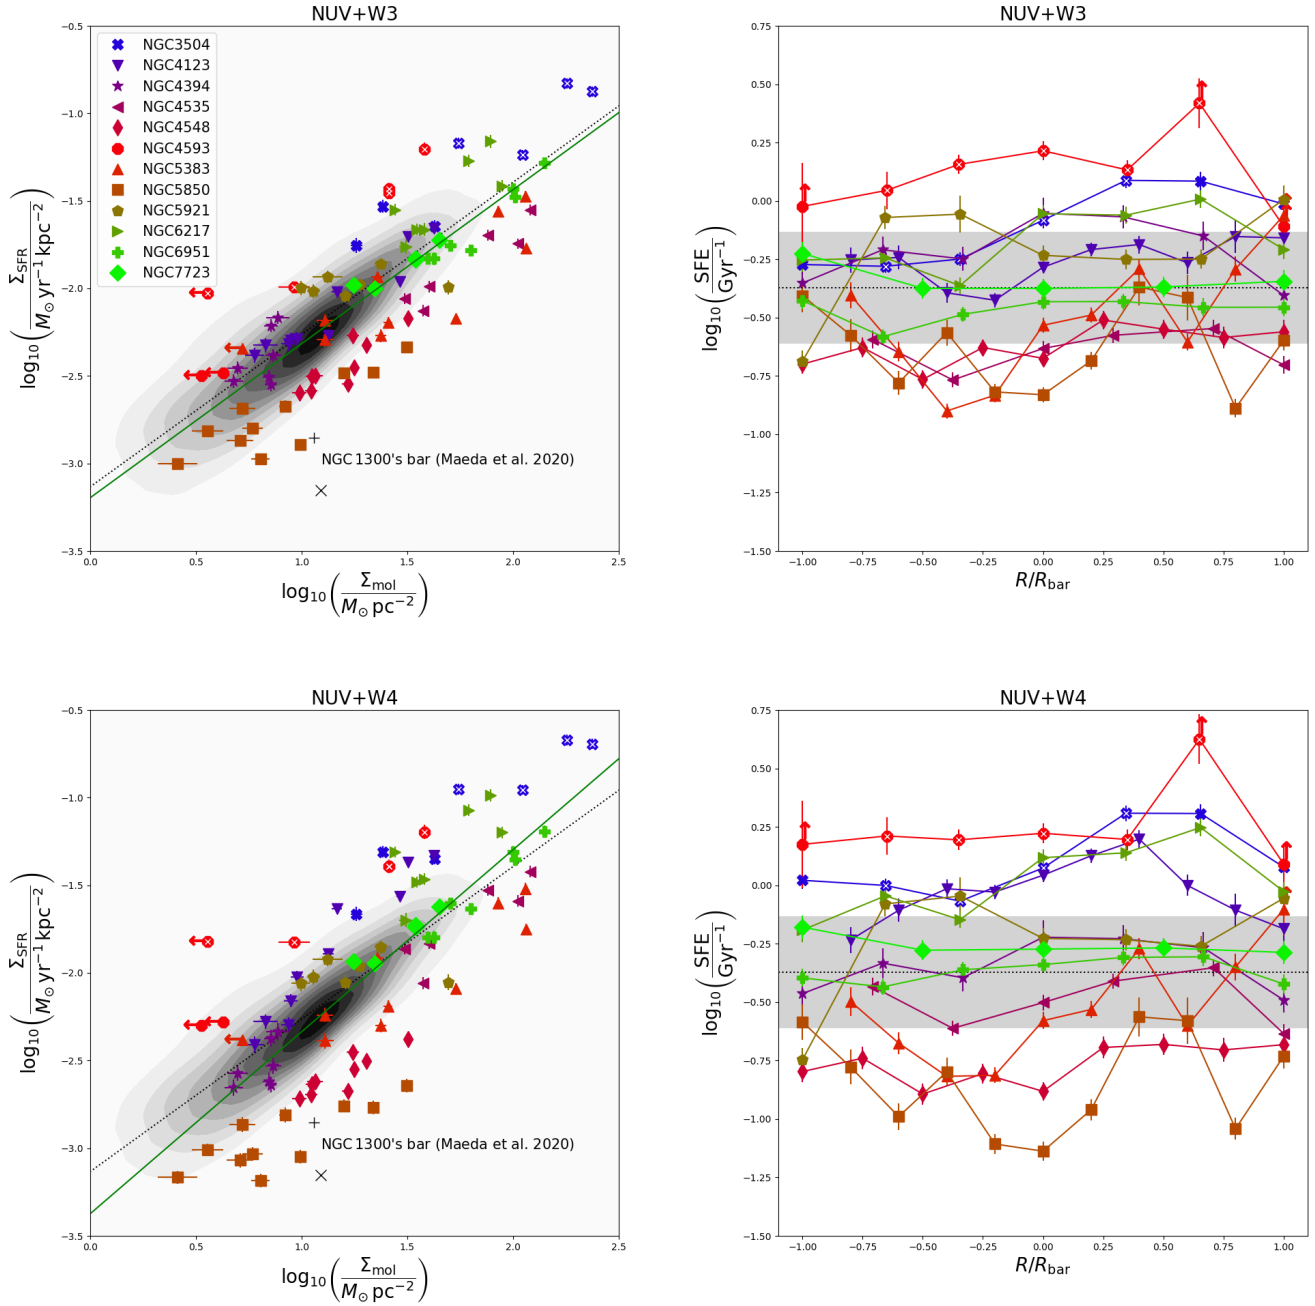 NUV+W3
log10(ΣSFR / M⊙ yr−1 kpc−2)
−0.5
−1.0
−1.5
−2.0
−2.5
−3.0
−3.5
NGC3504
NGC4123
NGC4394
NGC4535
NGC4548
NGC4593
NGC5383
NGC5850
NGC5921
NGC6217
NGC6951
NGC7723
NGC1300's bar (Maeda et al. 2020)
0.0 0.5 1.0 1.5 2.0 2.5
log10(Σmol / M⊙ pc−2)
NUV+W3
log10(SFE / Gyr−1)
0.75
0.50
0.25
0.00
−0.25
−0.50
−0.75
−1.00
−1.25
−1.50
−1.00 −0.75 −0.50 −0.25 0.00 0.25 0.50 0.75 1.00
R/Rbar
NUV+W4
log10(ΣSFR / M⊙ yr−1 kpc−2)
−0.5
−1.0
−1.5
−2.0
−2.5
−3.0
−3.5
NGC1300's bar (Maeda et al. 2020)
0.0 0.5 1.0 1.5 2.0 2.5
log10(Σmol / M⊙ pc−2)
NUV+W4
log10(SFE / Gyr−1)
0.75
0.50
0.25
0.00
−0.25
−0.50
−0.75
−1.00
−1.25
−1.50
−1.00 −0.75 −0.50 −0.25 0.00 0.25 0.50 0.75 1.00
R/Rbar